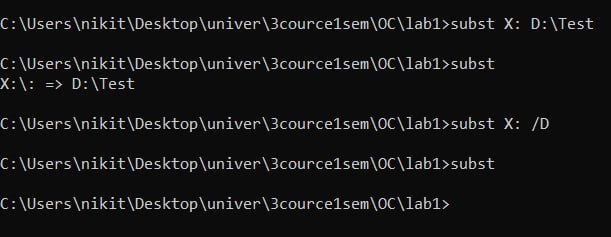 C:\Users\nikit\Desktop\univer\3cource1sem\OC\lab1>subst X: D:\Test
C:\Users\nikit\Desktop\univer\3cource1sem\OC\lab1>subst
X:\: => D:\Test
C:\Users\nikit\Desktop\univer\3cource1sem\OC\lab1>subst X: /D
C:\Users\nikit\Desktop\univer\3cource1sem\OC\lab1>subst
C:\Users\nikit\Desktop\univer\3cource1sem\OC\lab1>